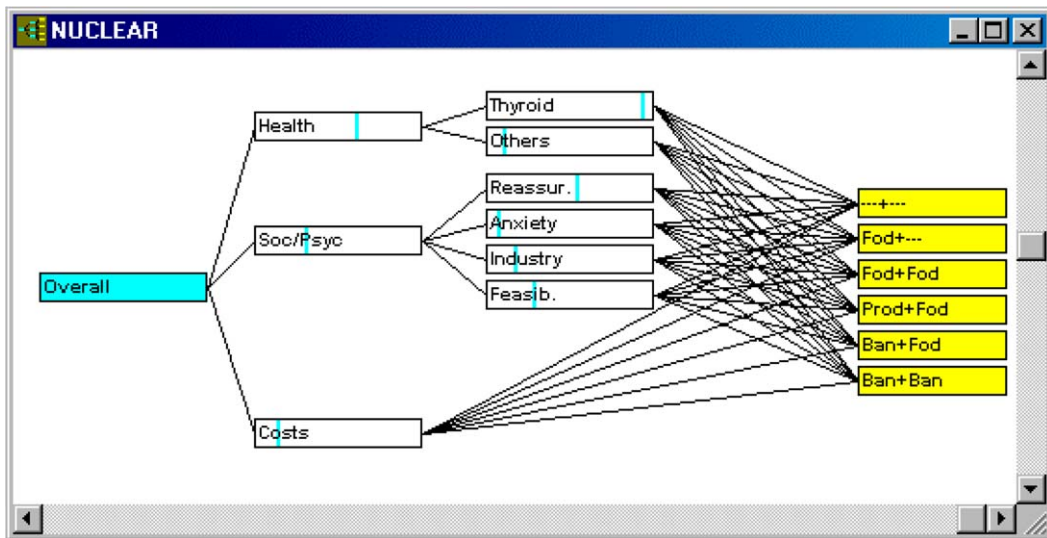 NUCLEAR
Thyroid
Health
Others
Reassur.
---+---
Anxiety
Soc/Psyc
Fod+---
Industry
Fod+Fod
Overall
Feasib.
Prod+Fod
Ban+Fod
Ban+Ban
Costs